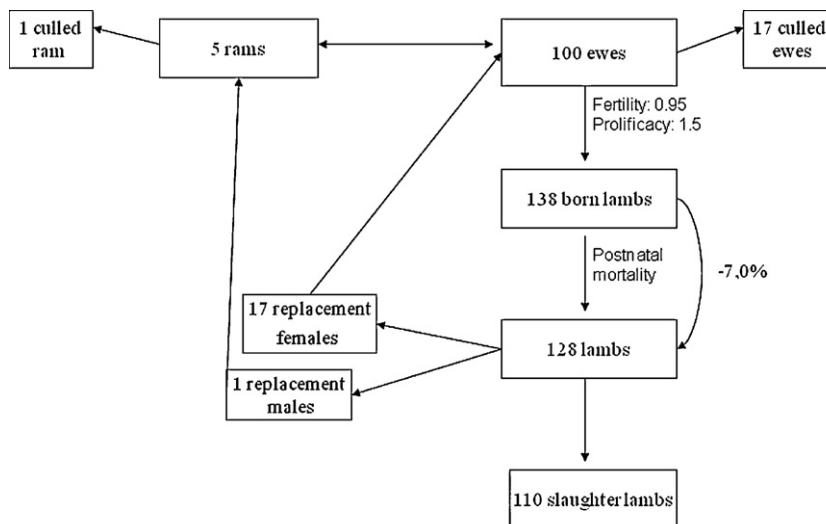 1 culled
ram
5 rams
100 ewes
17 culled
ewes
Fertility: 0.95
Prolificacy: 1.5
138 born lambs
Postnatal
mortality
-7,0%
17 replacement
females
128 lambs
1 replacement
males
110 slaughter lambs